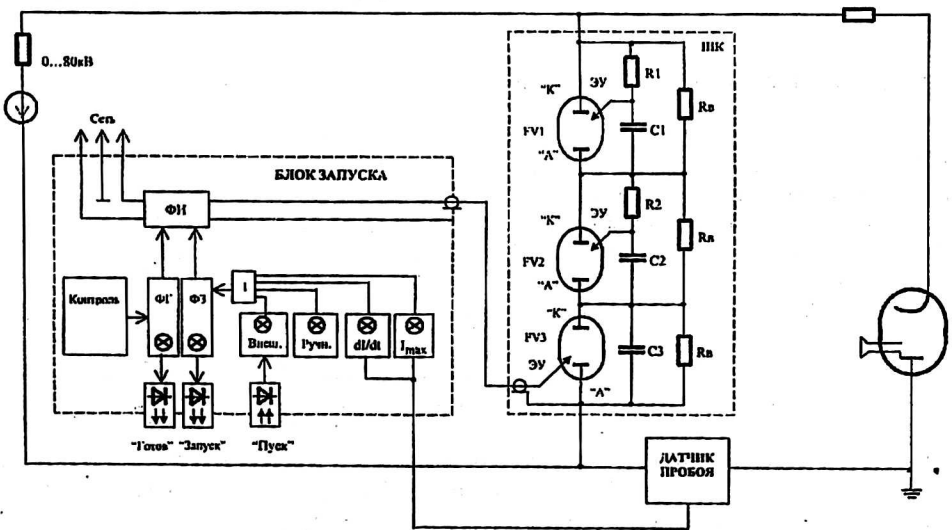 0...80кВ
Сеть
БЛОК ЗАПУСКА
ФИ
Контроль
ФГ
ФЗ
1
Внеш.
Ручн.
dI/dt
I max
"Готов"
"Запуск"
"Пуск"
ШК
"К"
ЭУ
R1
FV1
C1
Rв
"А"
"К"
ЭУ
R2
FV2
C2
Rв
"А"
"К"
FV3
ЭУ
C3
Rв
"А"
ДАТЧИК
ПРОБОЯ